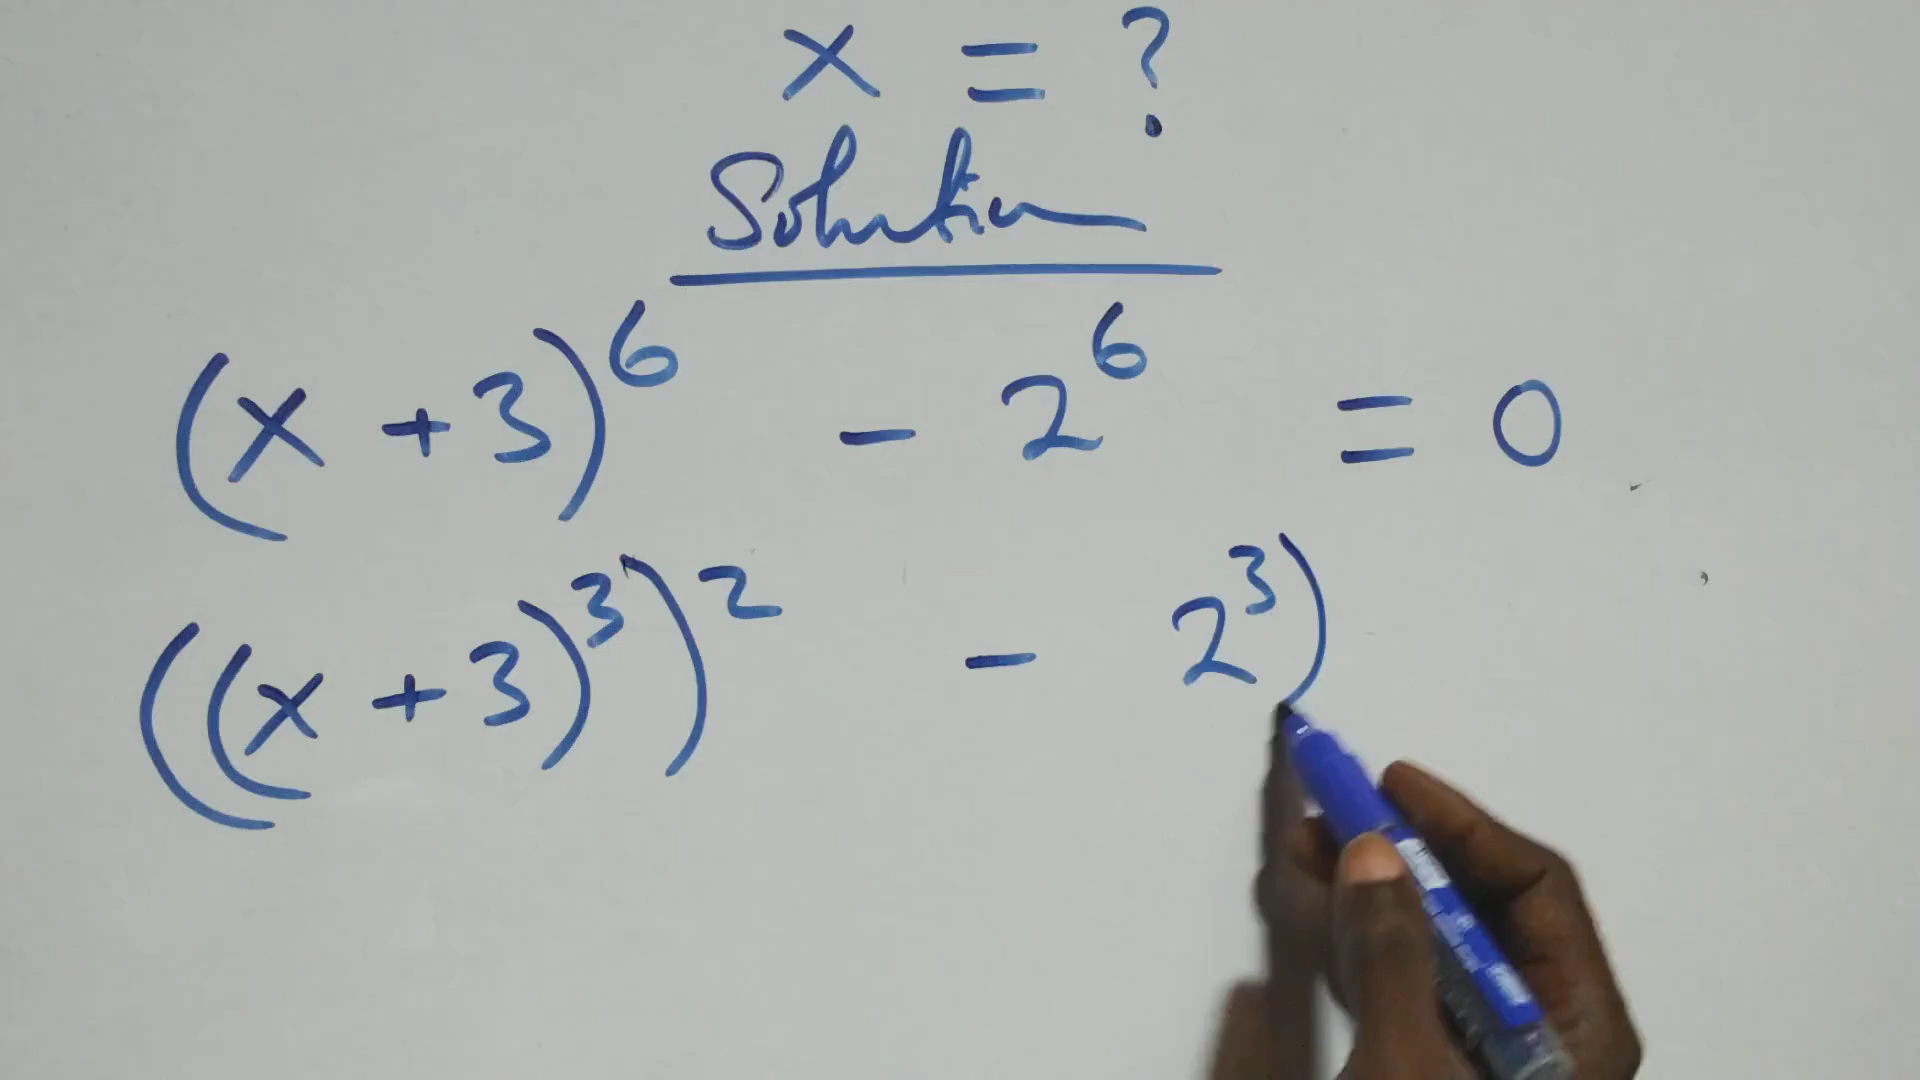 x = ?
Solution
(x + 3)^6 - 2^6 = 0
((x + 3)^3)^2 - 2^3)